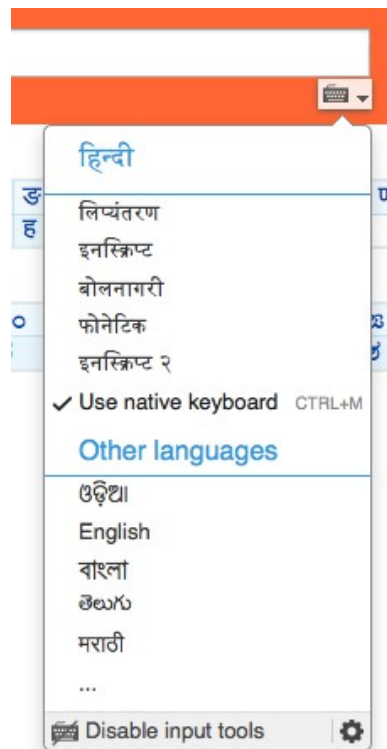 हिन्दी
ङ
ह
लिप्यंतरण
इनस्क्रिप्ट
बोलनागरी
फोनेटिक
इनस्क्रिप्ट २
Use native keyboard CTRL+M
Other languages
ଓଡ଼ିଆ
English
বাংলা
తెలుగు
मराठी
...
Disable input tools